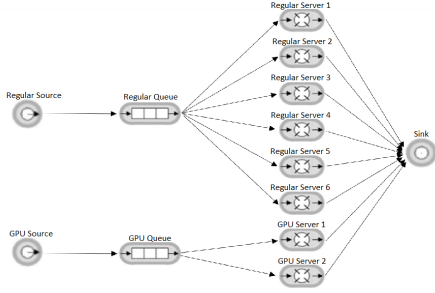 Regular Server 1
Regular Server 2
Regular Server 3
Regular Source
Regular Queue
Regular Server 4
Sink
Regular Server 5
Regular Server 6
GPU Source
GPU Queue
GPU Server 1
GPU Server 2